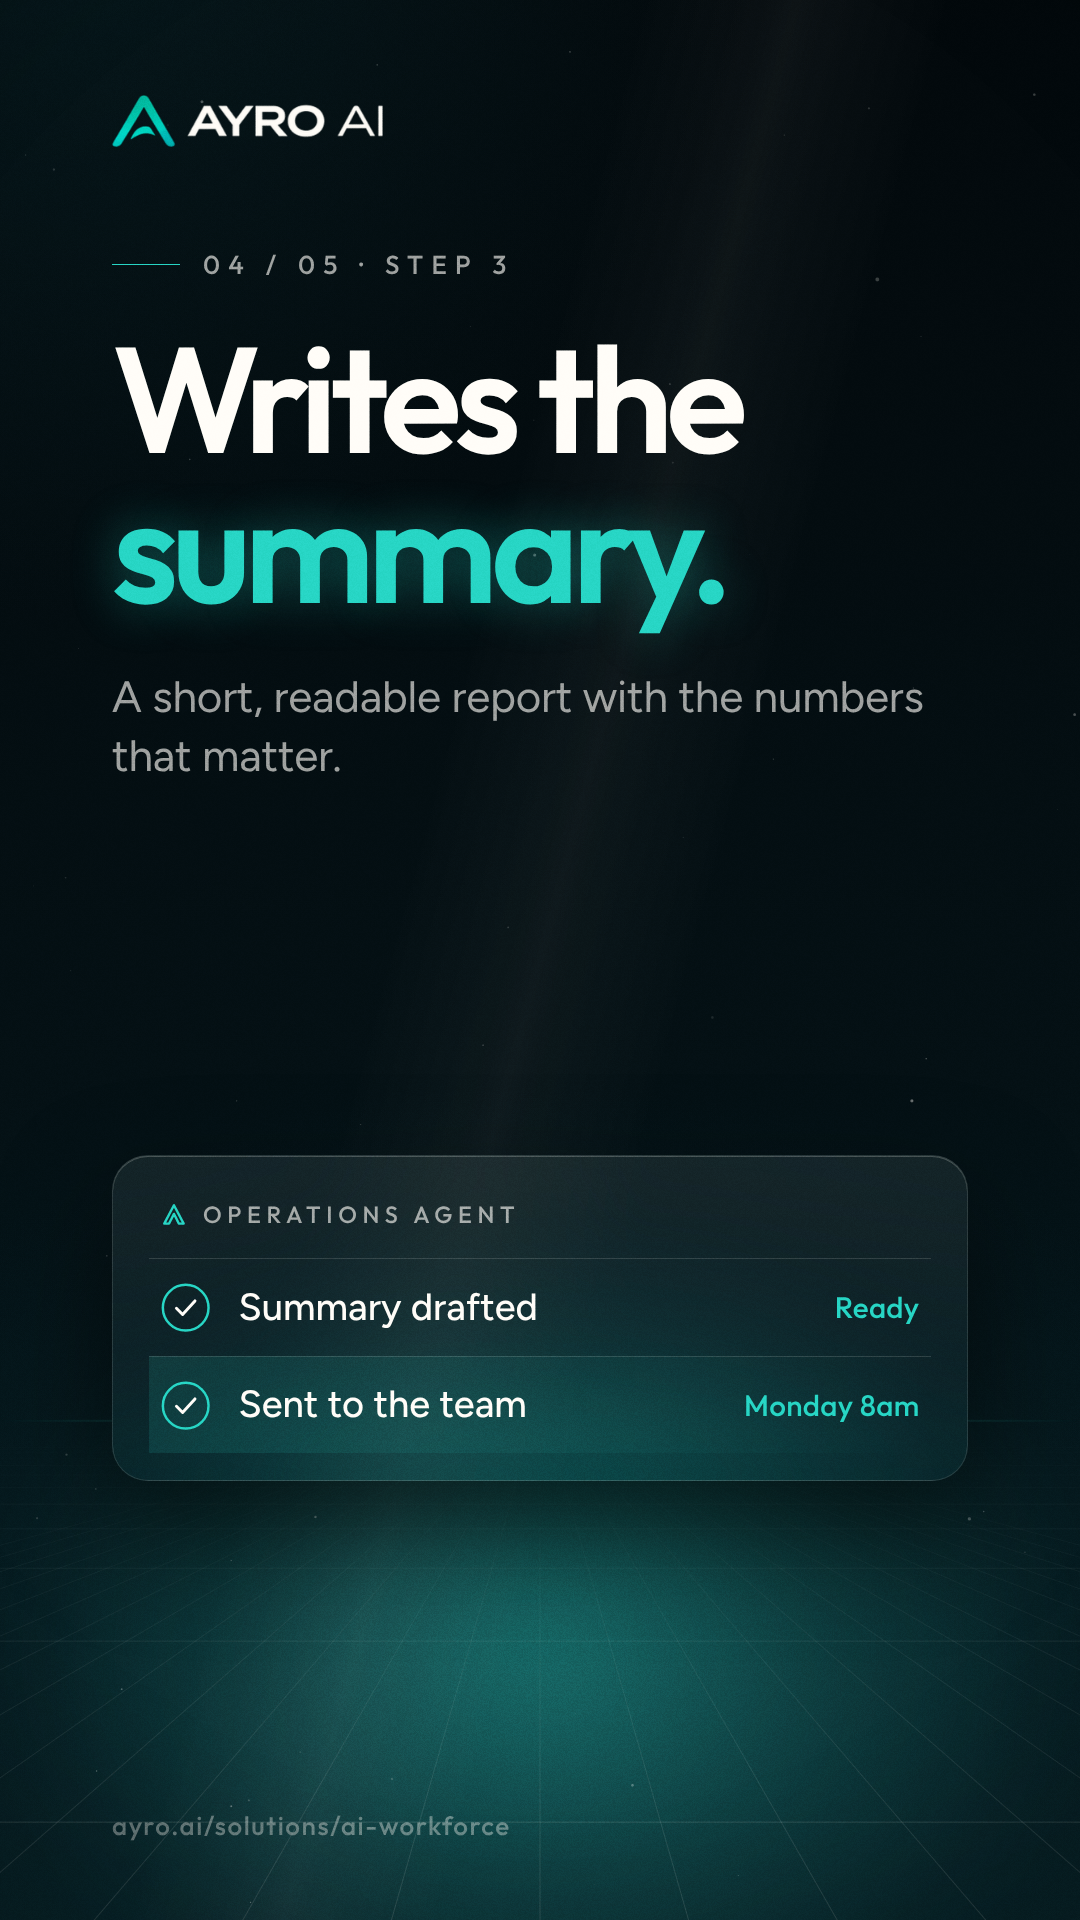 AYRO AI
04 / 05 · STEP 3
Writes the
summary.
A short, readable report with the numbers
that matter.
OPERATIONS AGENT
Summary drafted
Ready
Sent to the team
Monday 8am
ayro.ai/solutions/ai-workforce